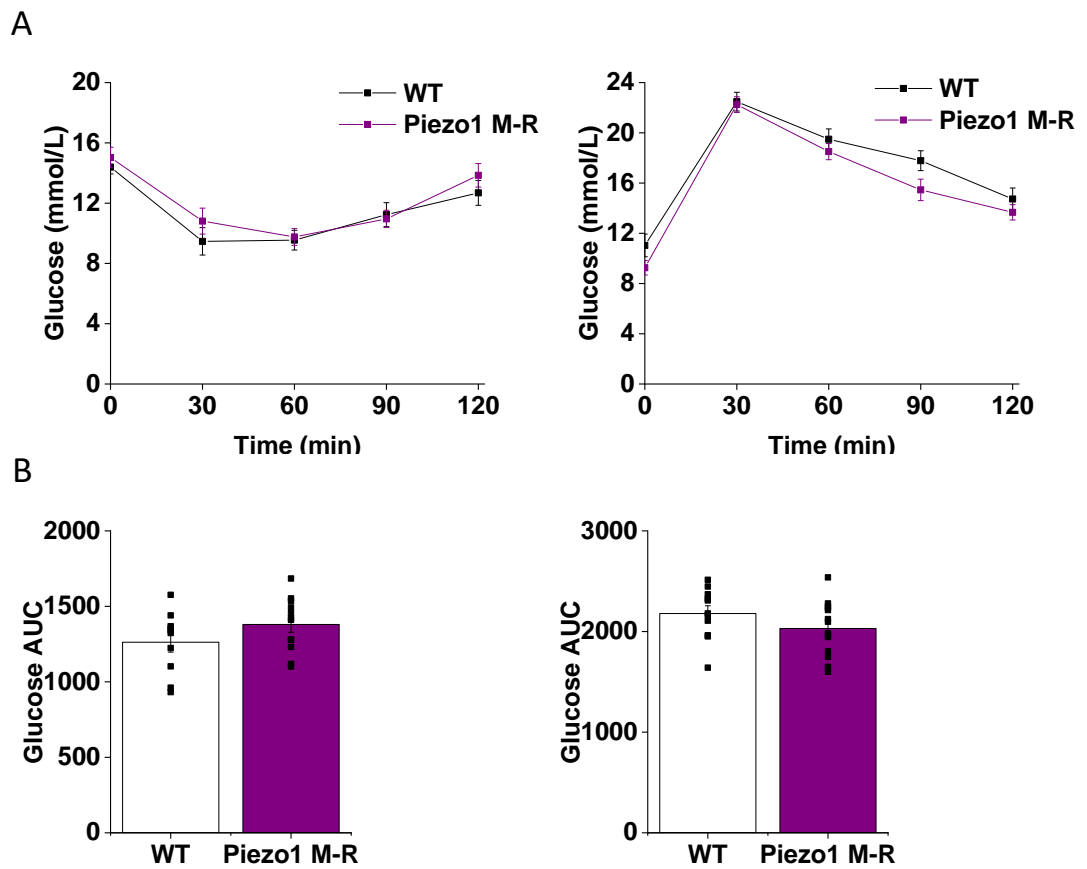 A
20
16
12
8
4
0
Glucose (mmol/L)
0 30 60 90 120
Time (min)
WT
Piezo1 M-R
24
20
16
12
8
4
0
Glucose (mmol/L)
0 30 60 90 120
Time (min)
WT
Piezo1 M-R
B
2000
1500
1000
500
0
Glucose AUC
WT Piezo1 M-R
3000
2000
1000
0
Glucose AUC
WT Piezo1 M-R